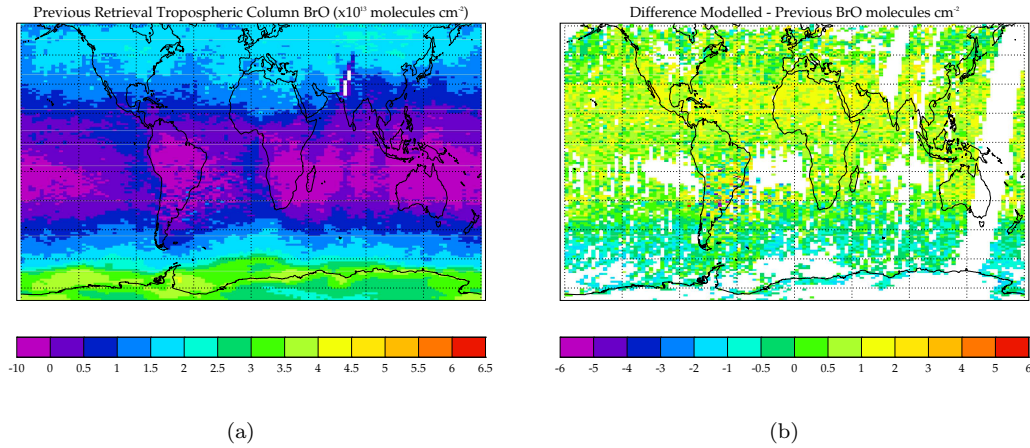 Previous Retrieval Tropospheric Column BrO (x10¹³ molecules cm⁻²)
-10 0 0.5 1 1.5 2 2.5 3 3.5 4 4.5 5 5.5 6 6.5
(a)
Difference Modelled - Previous BrO molecules cm⁻²
-6 -5 -4 -3 -2 -1 -0.5 0 0.5 1 2 3 4 5 6
(b)